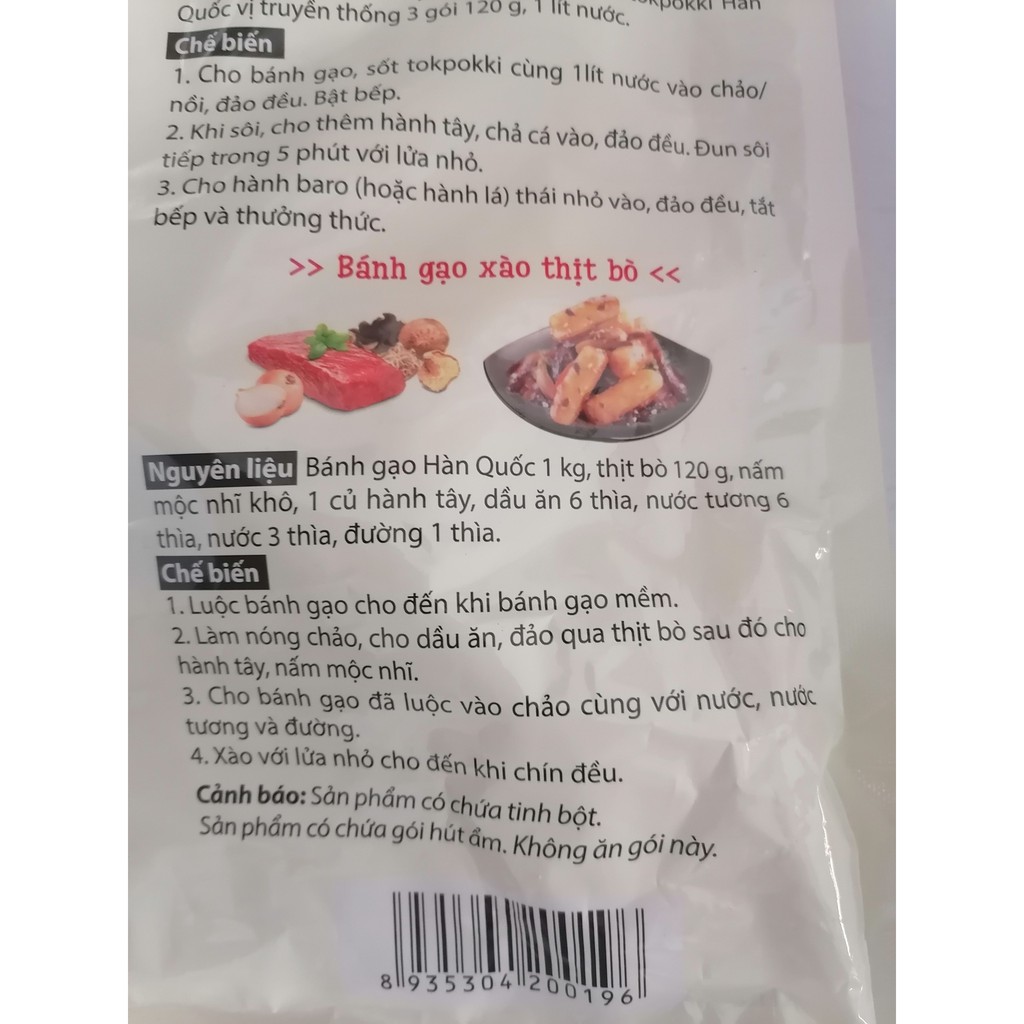 Quốc vị truyền thống 3 gói 120 g, 1 lít nước.
Chế biến
1. Cho bánh gạo, sốt tokpokki cùng 1lít nước vào chảo/
nồi, đảo đều. Bật bếp.
2. Khi sôi, cho thêm hành tây, chả cá vào, đảo đều. Đun sôi
tiếp trong 5 phút với lửa nhỏ.
3. Cho hành baro (hoặc hành lá) thái nhỏ vào, đảo đều, tắt
bếp và thưởng thức.
>> Bánh gạo xào thịt bò <<
Nguyên liệu Bánh gạo Hàn Quốc 1 kg, thịt bò 120 g, nấm
mộc nhĩ khô, 1 củ hành tây, dầu ăn 6 thìa, nước tương 6
thìa, nước 3 thìa, đường 1 thìa.
Chế biến
1. Luộc bánh gạo cho đến khi bánh gạo mềm.
2. Làm nóng chảo, cho dầu ăn, đảo qua thịt bò sau đó cho
hành tây, nấm mộc nhĩ.
3. Cho bánh gạo đã luộc vào chảo cùng với nước, nước
tương và đường.
4. Xào với lửa nhỏ cho đến khi chín đều.
Cảnh báo: Sản phẩm có chứa tinh bột.
Sản phẩm có chứa gói hút ẩm. Không ăn gói này.
8 935304 200196